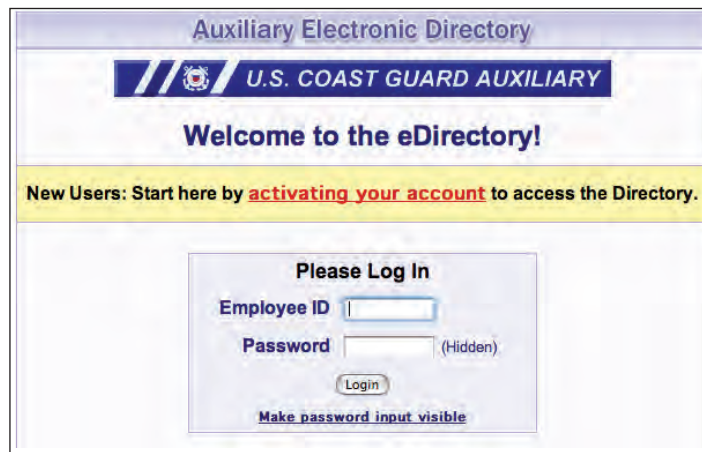 Auxiliary Electronic Directory
U.S. COAST GUARD AUXILIARY
Welcome to the eDirectory!
New Users: Start here by activating your account to access the Directory.
Please Log In
Employee ID
Password (Hidden)
Login
Make password input visible